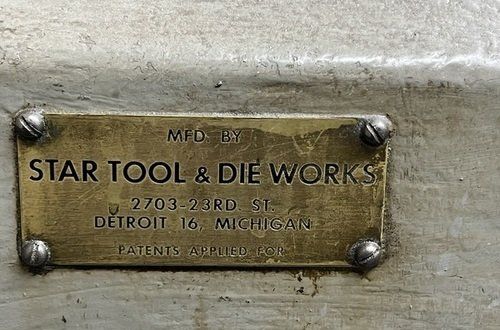 MFD. BY
STAR TOOL & DIE WORKS
2703-23RD. ST.
DETROIT 16, MICHIGAN
PATENTS APPLIED FOR